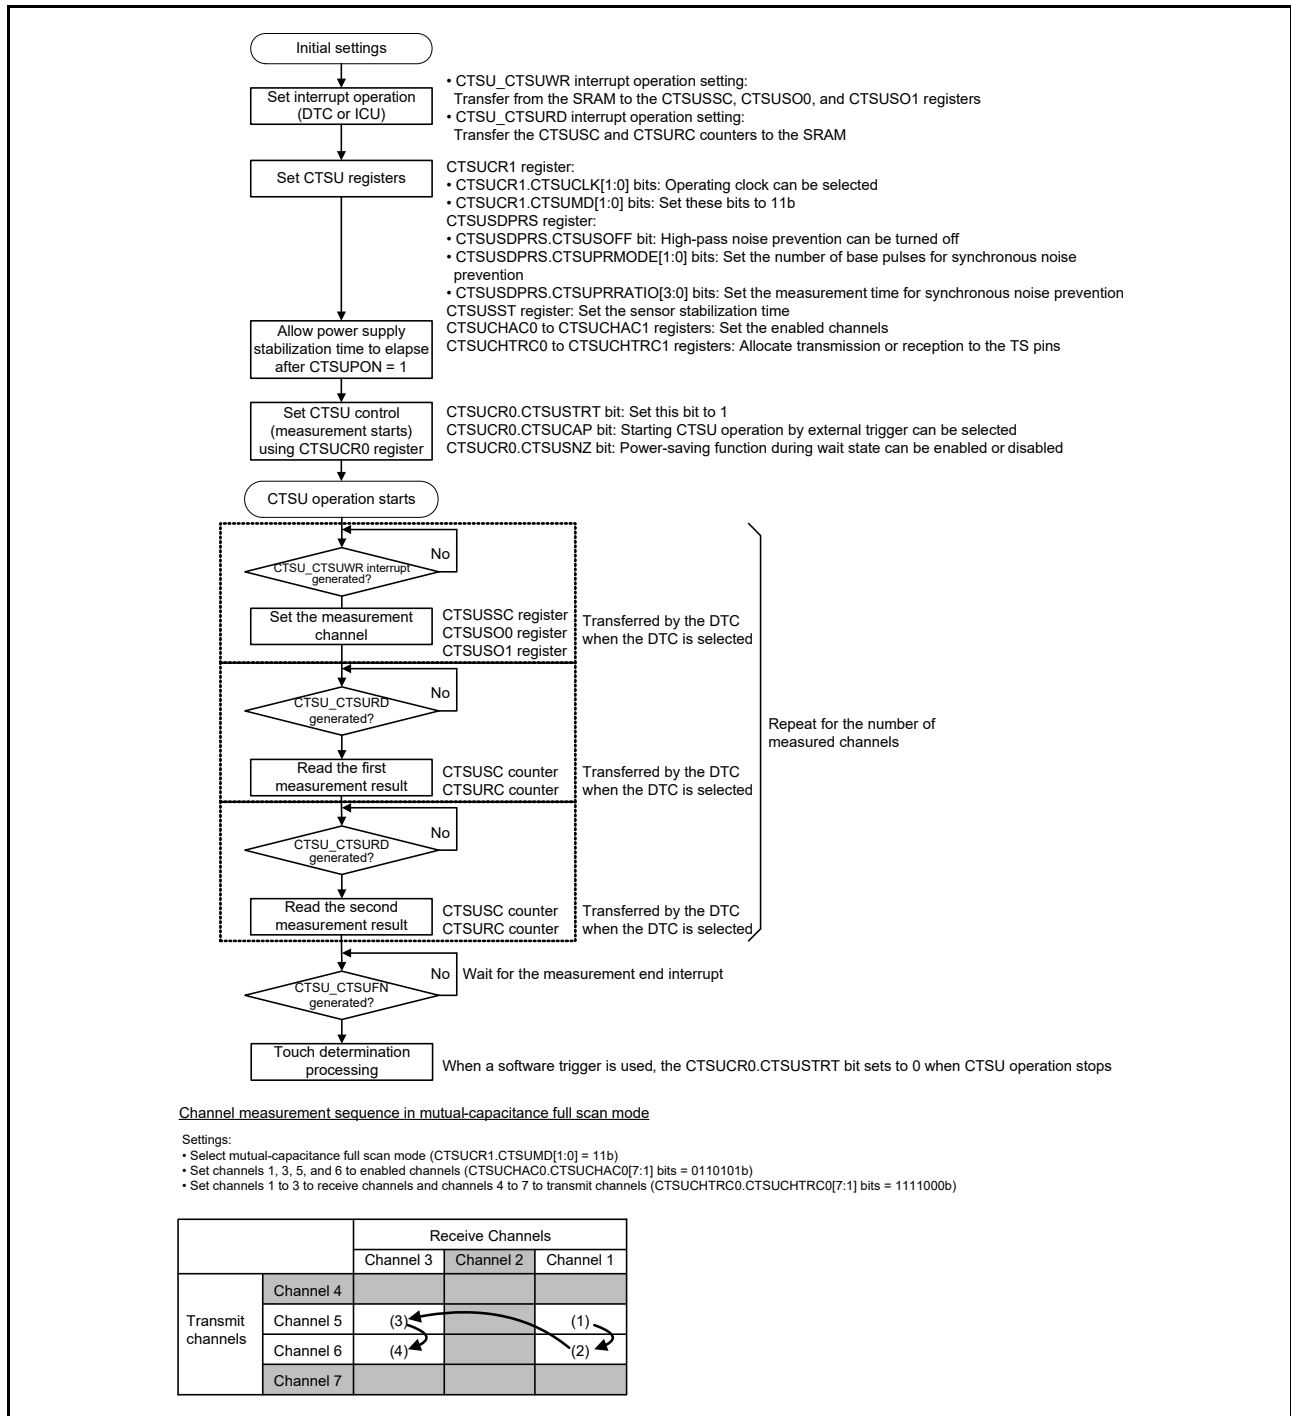 Initial settings
Set interrupt operation
(DTC or ICU)
• CTSU_CTSUWR interrupt operation setting:
Transfer from the SRAM to the CTSUSSC, CTSUSO0, and CTSUSO1 registers
• CTSU_CTSURD interrupt operation setting:
Transfer the CTSUSC and CTSURC counters to the SRAM
Set CTSU registers
CTSUCR1 register:
• CTSUCR1.CTSUCLK[1:0] bits: Operating clock can be selected
• CTSUCR1.CTSUMD[1:0] bits: Set these bits to 11b
CTSUSDPRS register:
• CTSUSDPRS.CTSUSOFF bit: High-pass noise prevention can be turned off
• CTSUSDPRS.CTSUPRMODE[1:0] bits: Set the number of base pulses for synchronous noise
prevention
• CTSUSDPRS.CTSUPRRATIO[3:0] bits: Set the measurement time for synchronous noise prevention
CTSUSST register: Set the sensor stabilization time
CTSUCHAC0 to CTSUCHAC1 registers: Set the enabled channels
CTSUCHTRC0 to CTSUCHTRC1 registers: Allocate transmission or reception to the TS pins
Allow power supply
stabilization time to elapse
after CTSUPON = 1
Set CTSU control
(measurement starts)
using CTSUCR0 register
CTSUCR0.CTSUSTRT bit: Set this bit to 1
CTSUCR0.CTSUCAP bit: Starting CTSU operation by external trigger can be selected
CTSUCR0.CTSUSNZ bit: Power-saving function during wait state can be enabled or disabled
CTSU operation starts
No
CTSU_CTSUWR interrupt
generated?
Set the measurement
channel
CTSUSSC register
CTSUSO0 register
CTSUSO1 register
Transferred by the DTC
when the DTC is selected
No
CTSU_CTSURD
generated?
Repeat for the number of
measured channels
Read the first
measurement result
CTSUSC counter
CTSURC counter
Transferred by the DTC
when the DTC is selected
No
CTSU_CTSURD
generated?
Read the second
measurement result
CTSUSC counter
CTSURC counter
Transferred by the DTC
when the DTC is selected
No
Wait for the measurement end interrupt
CTSU_CTSUFN
generated?
Touch determination
processing
When a software trigger is used, the CTSUCR0.CTSUSTRT bit sets to 0 when CTSU operation stops
Channel measurement sequence in mutual-capacitance full scan mode
Settings:
• Select mutual-capacitance full scan mode (CTSUCR1.CTSUMD[1:0] = 11b)
• Set channels 1, 3, 5, and 6 to enabled channels (CTSUCHAC0.CTSUCHAC0[7:1] bits = 0110101b)
• Set channels 1 to 3 to receive channels and channels 4 to 7 to transmit channels (CTSUCHTRC0.CTSUCHTRC0[7:1] bits = 1111000b)
Receive Channels
Channel 3 Channel 2 Channel 1
Transmit
channels
Channel 4
Channel 5 (3) (1)
Channel 6 (4) (2)
Channel 7